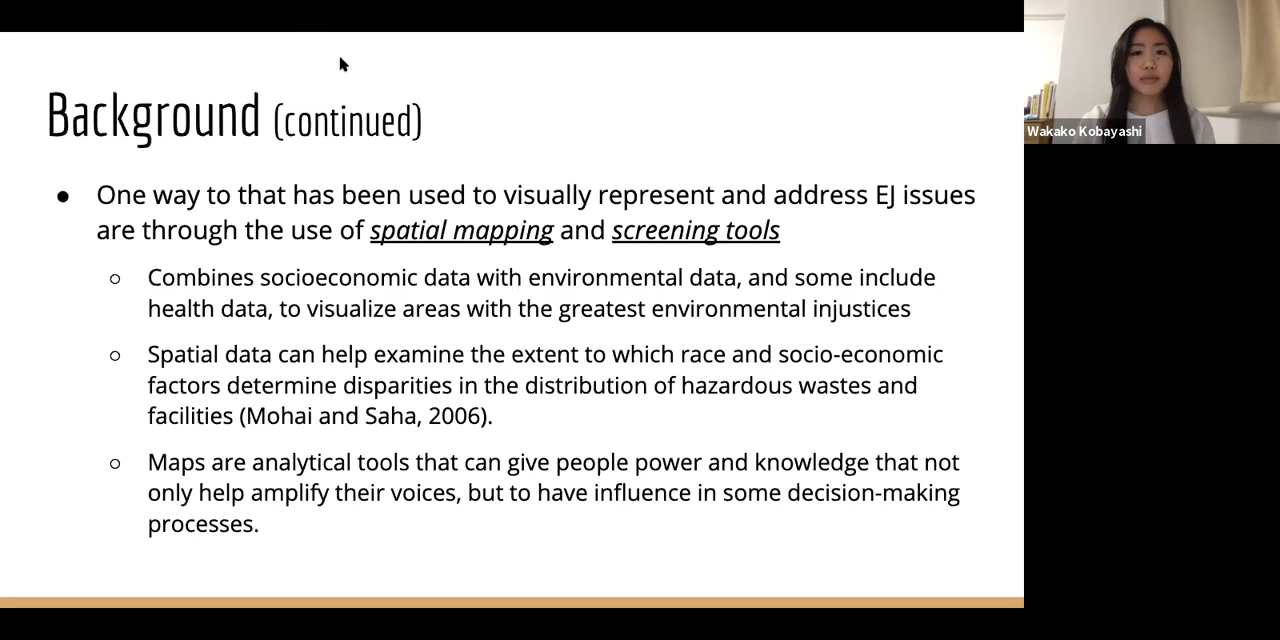 Background (continued)
● One way to that has been used to visually represent and address EJ issues
are through the use of spatial mapping and screening tools
○ Combines socioeconomic data with environmental data, and some include
health data, to visualize areas with the greatest environmental injustices
○ Spatial data can help examine the extent to which race and socio-economic
factors determine disparities in the distribution of hazardous wastes and
facilities (Mohai and Saha, 2006).
○ Maps are analytical tools that can give people power and knowledge that not
only help amplify their voices, but to have influence in some decision-making
processes.
Wakako Kobayashi